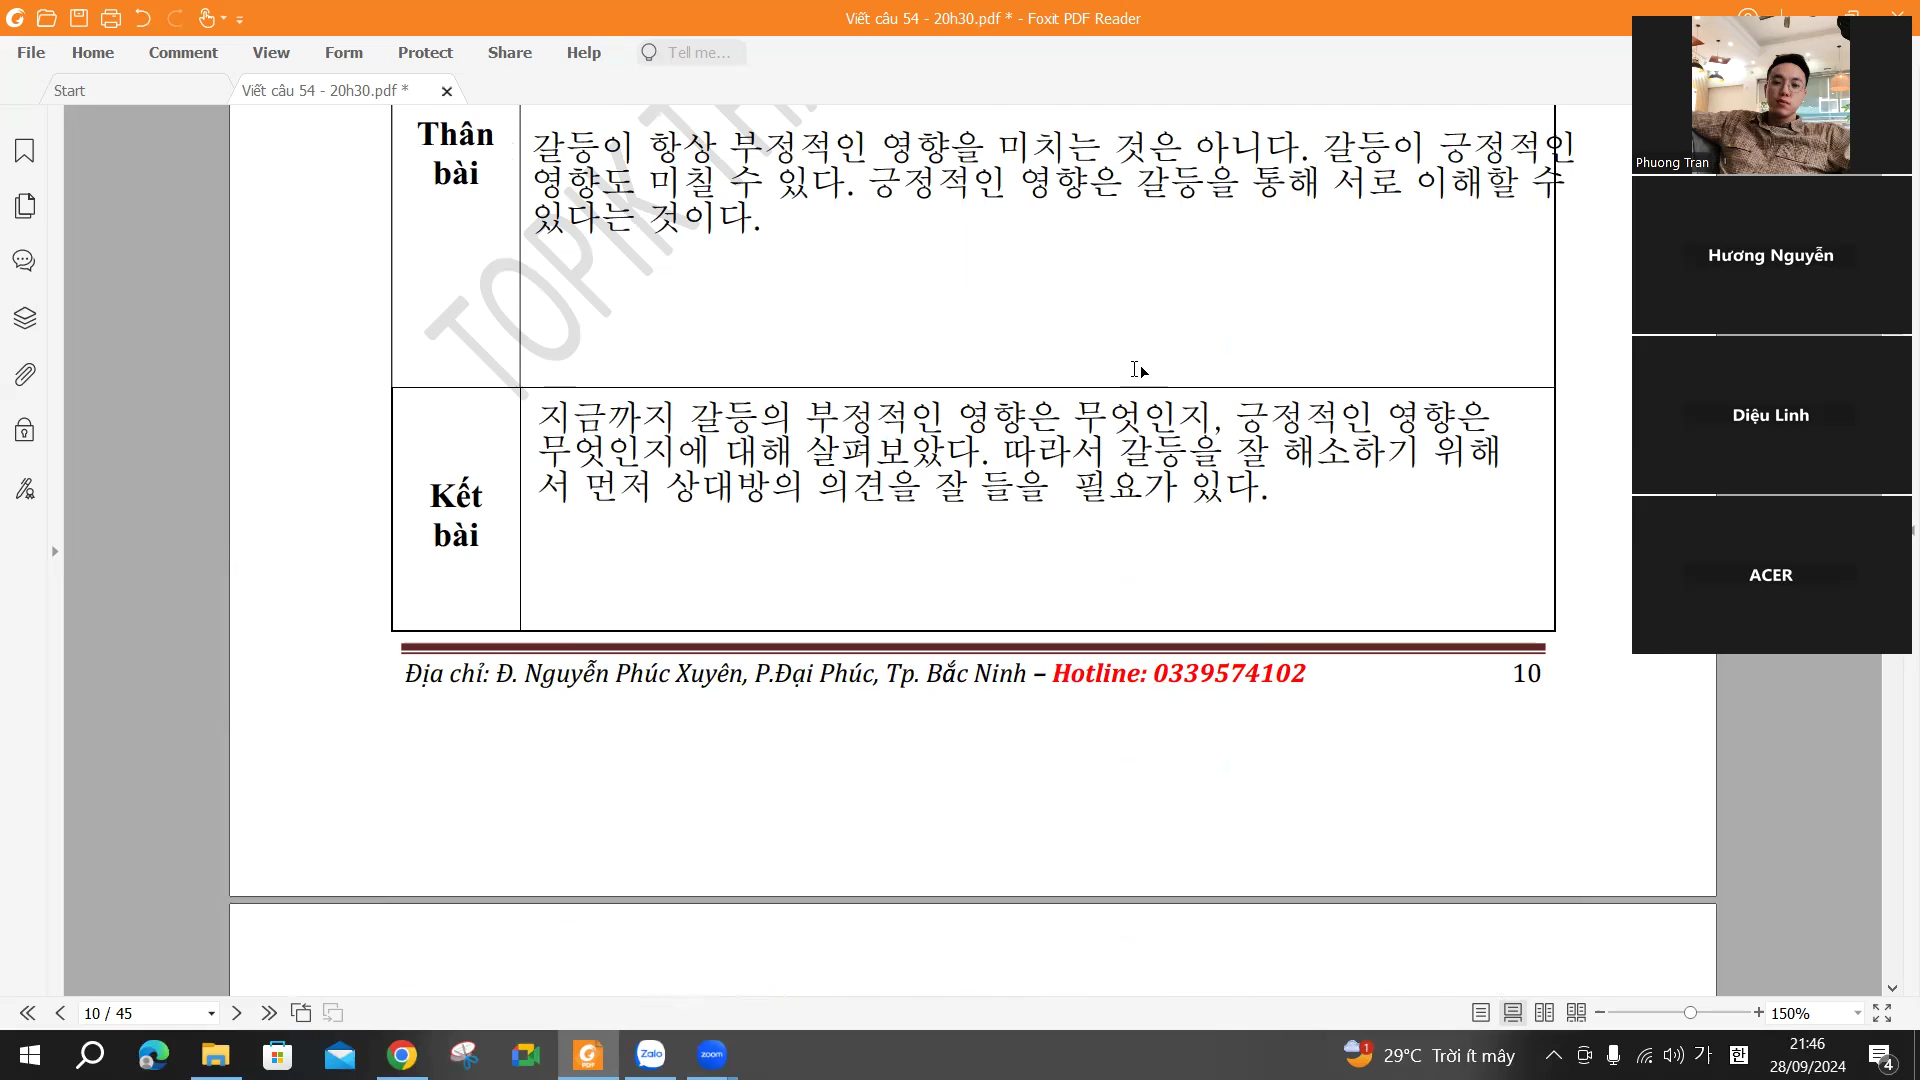 Viết câu 54 - 20h30.pdf * - Foxit PDF Reader
File Home Comment View Form Protect Share Help Tell me...
Start
Viết câu 54 - 20h30.pdf *
Thân
bài
갈등이 항상 부정적인 영향을 미치는 것은 아니다. 갈등이 긍정적인
영향도 미칠 수 있다. 긍정적인 영향은 갈등을 통해 서로 이해할 수
있다는 것이다.
Kết
bài
지금까지 갈등의 부정적인 영향은 무엇인지, 긍정적인 영향은
무엇인지에 대해 살펴보았다. 따라서 갈등을 잘 해소하기 위해
서 먼저 상대방의 의견을 잘 들을 필요가 있다.
Địa chỉ: Đ. Nguyễn Phúc Xuyên, P.Đại Phúc, Tp. Bắc Ninh – Hotline: 0339574102 10
Phuong Tran
Hương Nguyễn
Diệu Linh
ACER
10 / 45
150%
Zalo
zoom
1
29°C Trời ít mây
가
한
21:46
28/09/2024
4